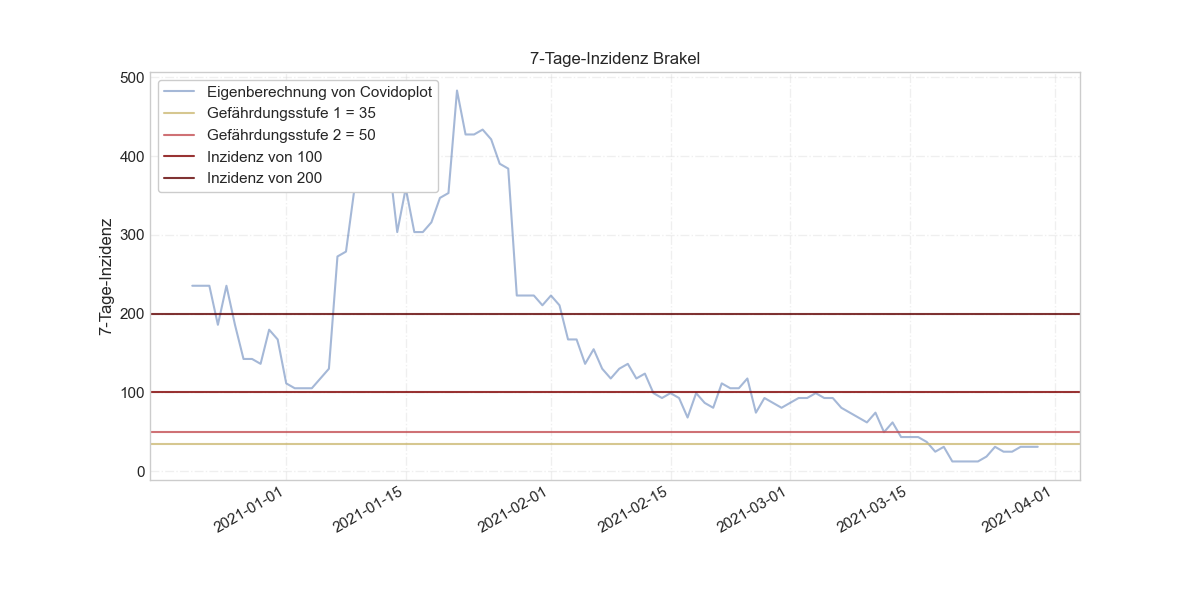 7-Tage-Inzidenz Brakel
7-Tage-Inzidenz
500
400
300
200
100
0
Eigenberechnung von Covidoplot
Gefährdungsstufe 1 = 35
Gefährdungsstufe 2 = 50
Inzidenz von 100
Inzidenz von 200
2021-01-01
2021-01-15
2021-02-01
2021-02-15
2021-03-01
2021-03-15
2021-04-01